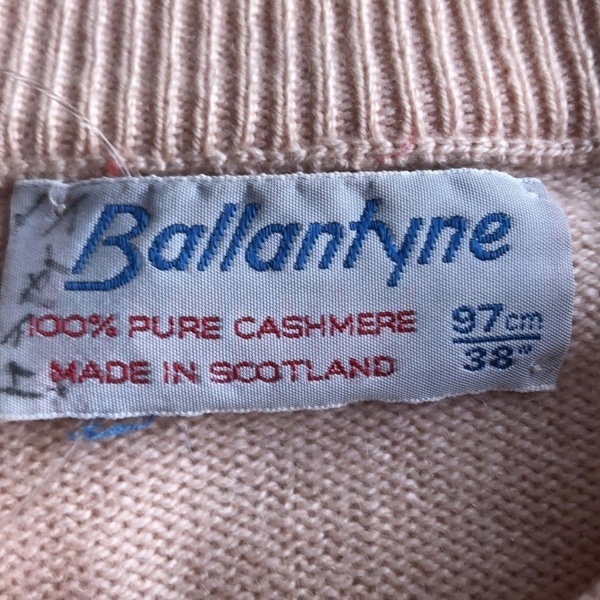 Ballantyne
100% PURE CASHMERE
MADE IN SCOTLAND
97cm
38"